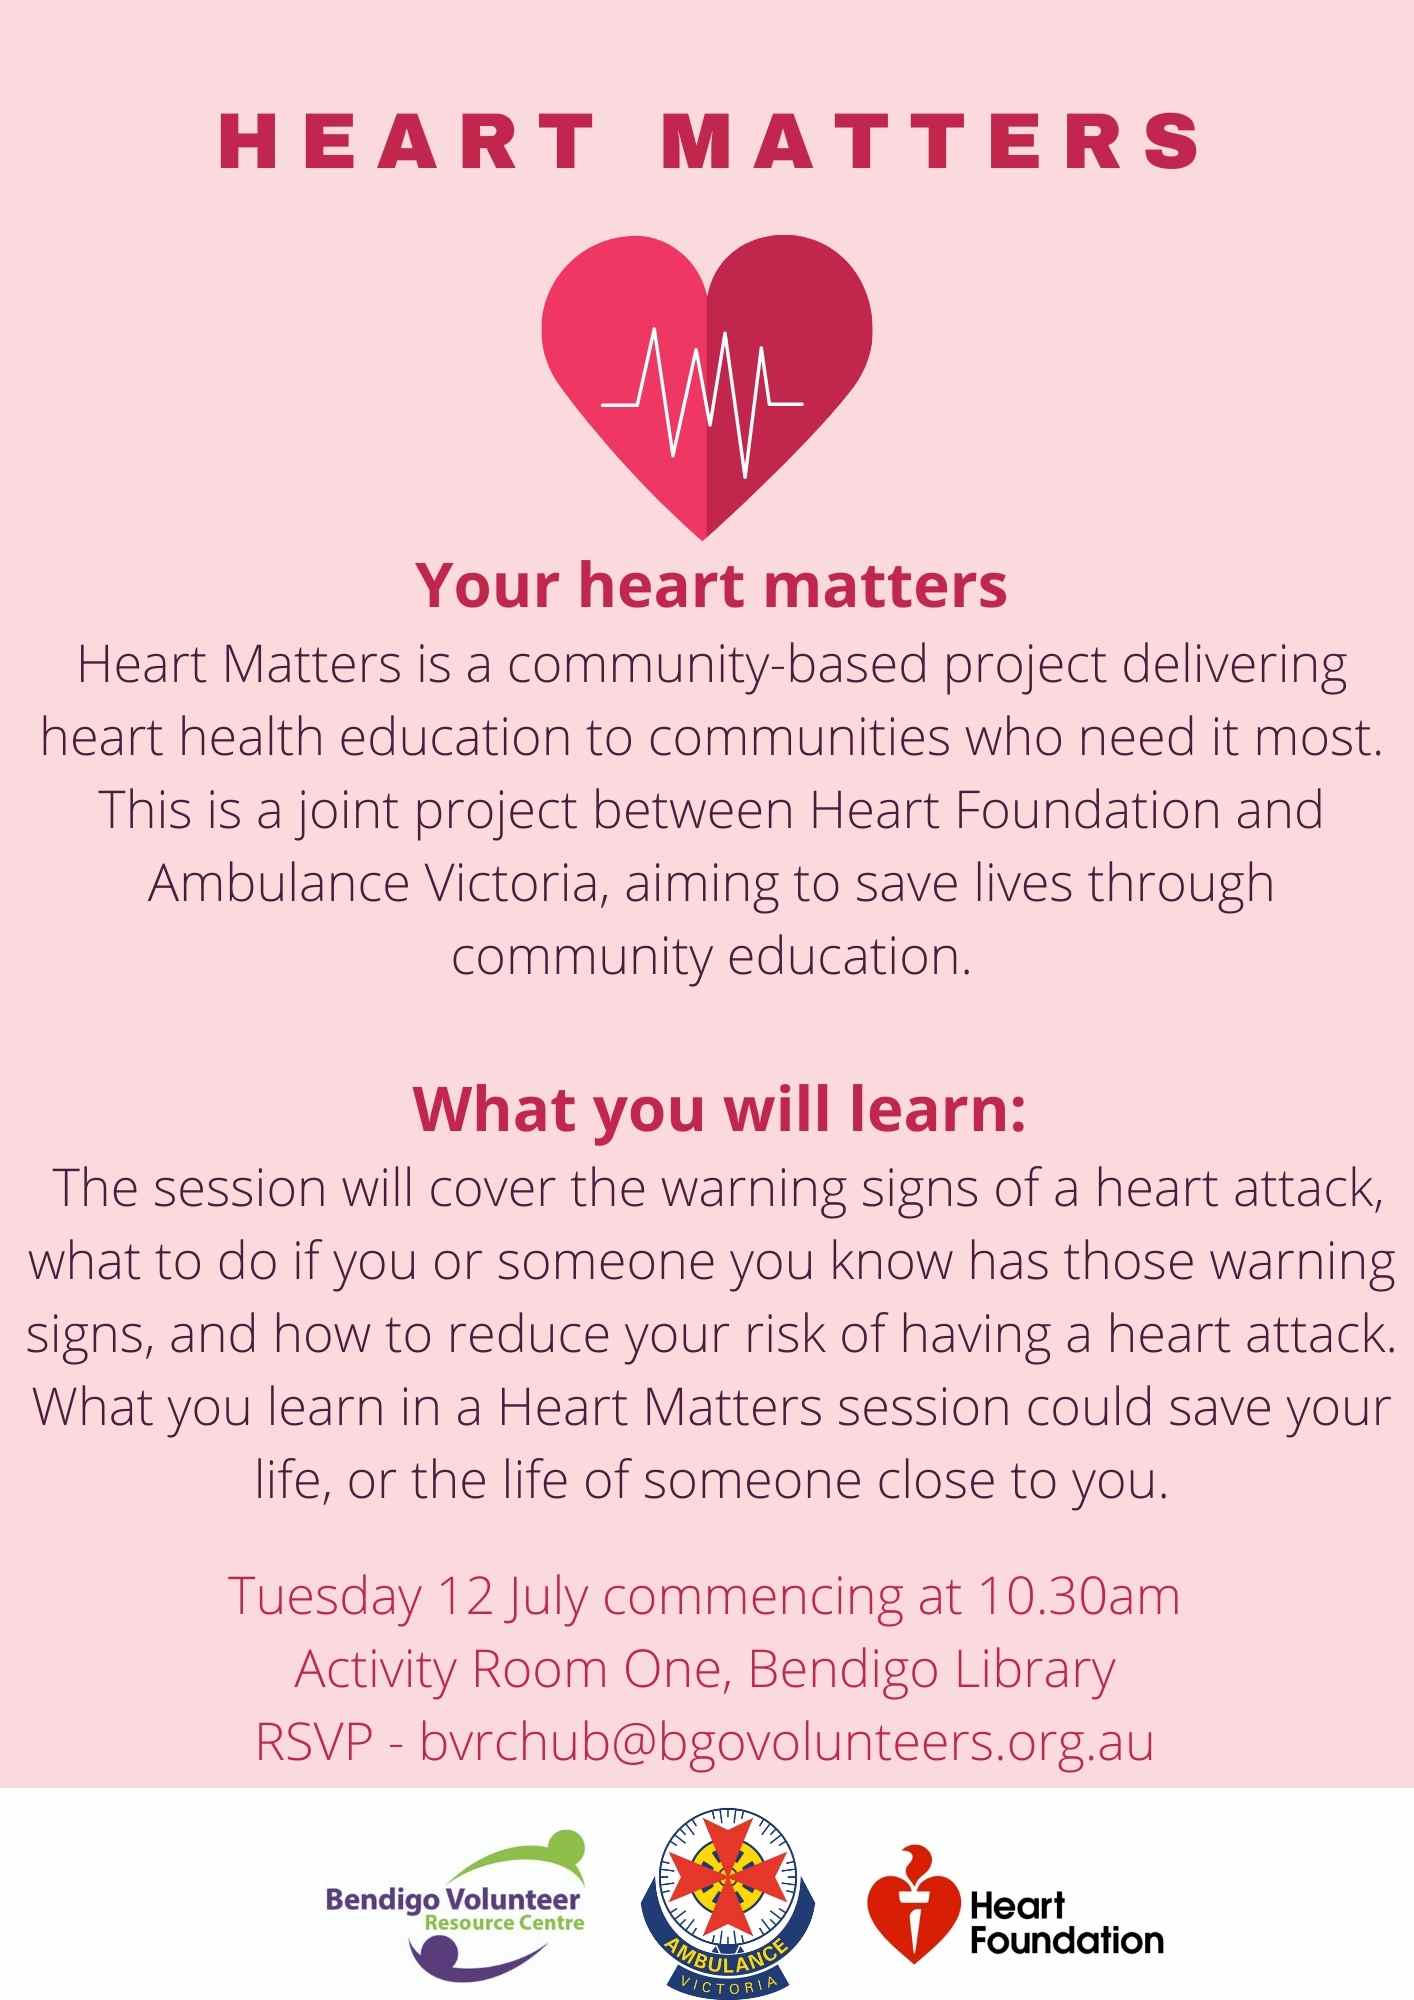 HEART MATTERS
Your heart matters
Heart Matters is a community-based project delivering
heart health education to communities who need it most.
This is a joint project between Heart Foundation and
Ambulance Victoria, aiming to save lives through
community education.
What you will learn:
The session will cover the warning signs of a heart attack,
what to do if you or someone you know has those warning
signs, and how to reduce your risk of having a heart attack.
What you learn in a Heart Matters session could save your
life, or the life of someone close to you.
Tuesday 12 July commencing at 10.30am
Activity Room One, Bendigo Library
RSVP - bvrchub@bgovolunteers.org.au
Bendigo Volunteer
Resource Centre
AMBULANCE
VICTORIA
Heart
Foundation